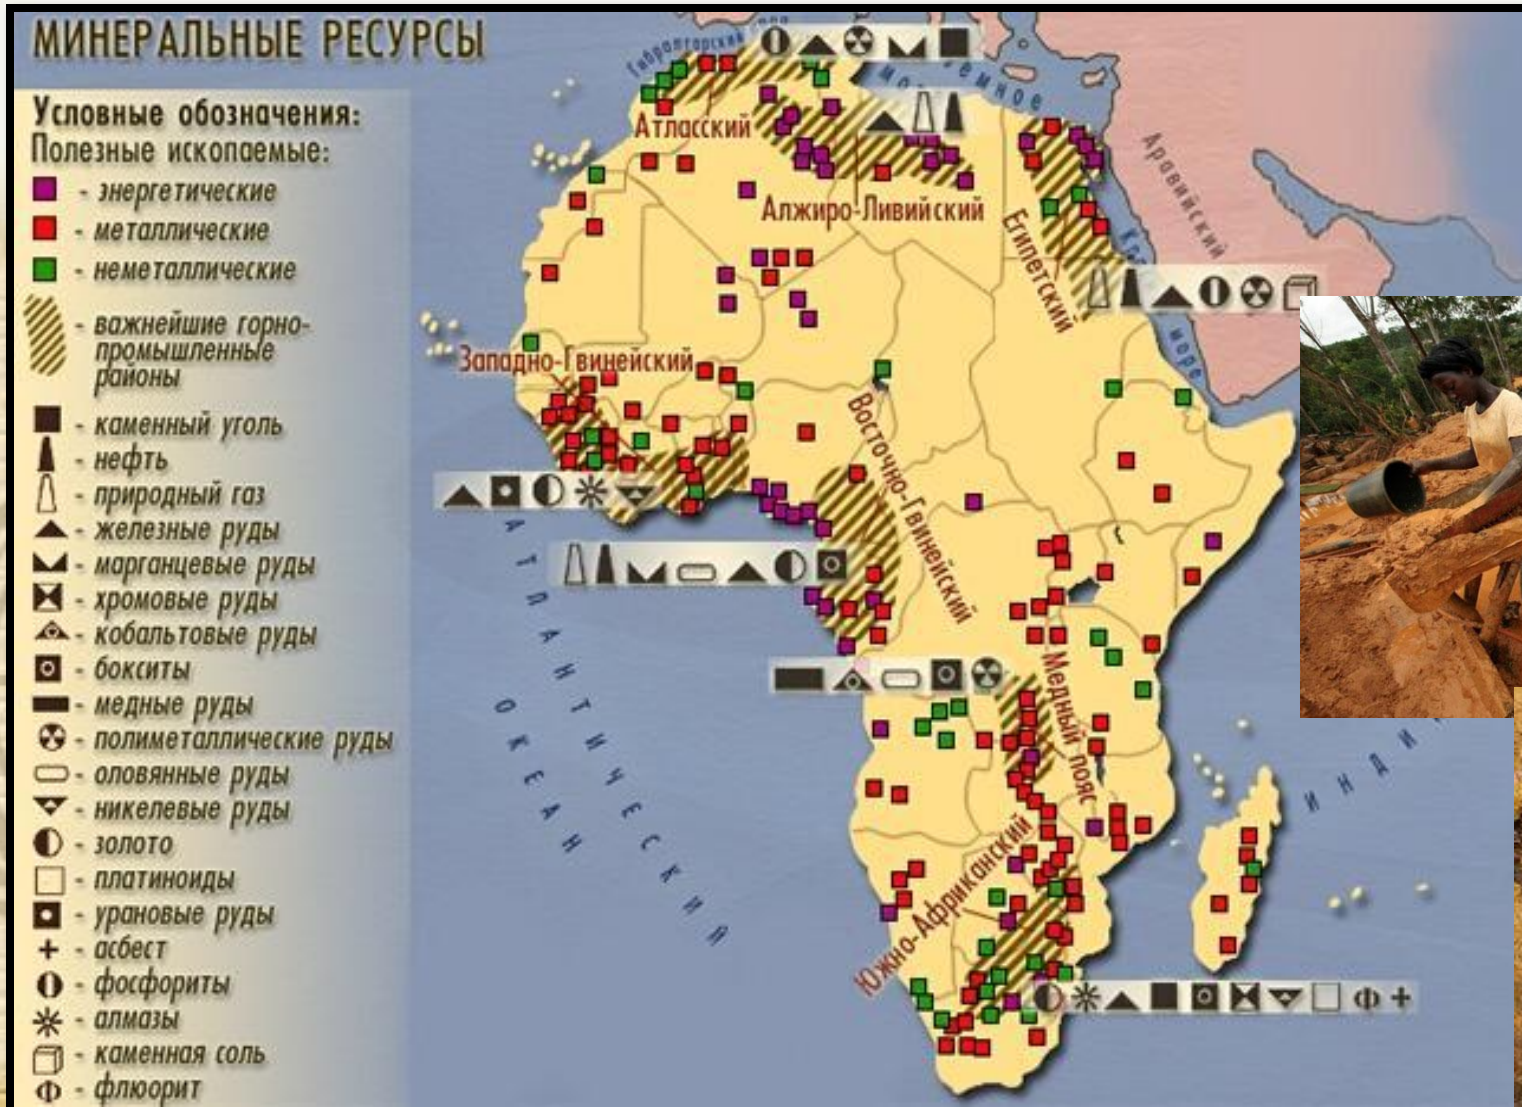 МИНЕРАЛЬНЫЕ РЕСУРСЫ
Условные обозначения:
Полезные ископаемые:
- энергетические
- металлические
- неметаллические
- важнейшие горно-
промышленные
районы
- каменный уголь
- нефть
- природный газ
- железные руды
- марганцевые руды
- хромовые руды
- кобальтовые руды
- бокситы
- медные руды
- полиметаллические руды
- оловянные руды
- никелевые руды
- золото
- платиноиды
- урановые руды
- асбест
- фосфориты
- алмазы
- каменная соль
- флюорит
Гибралтарский
Атласский
Алжиро-Ливийский
Египетский
Аравийский
море
Западно-Гвинейский
Восточно-Гвинейский
Медный пояс
Южно-Африканский
АТЛАНТИЧЕСКИЙ
ОКЕАН
ИНДИ